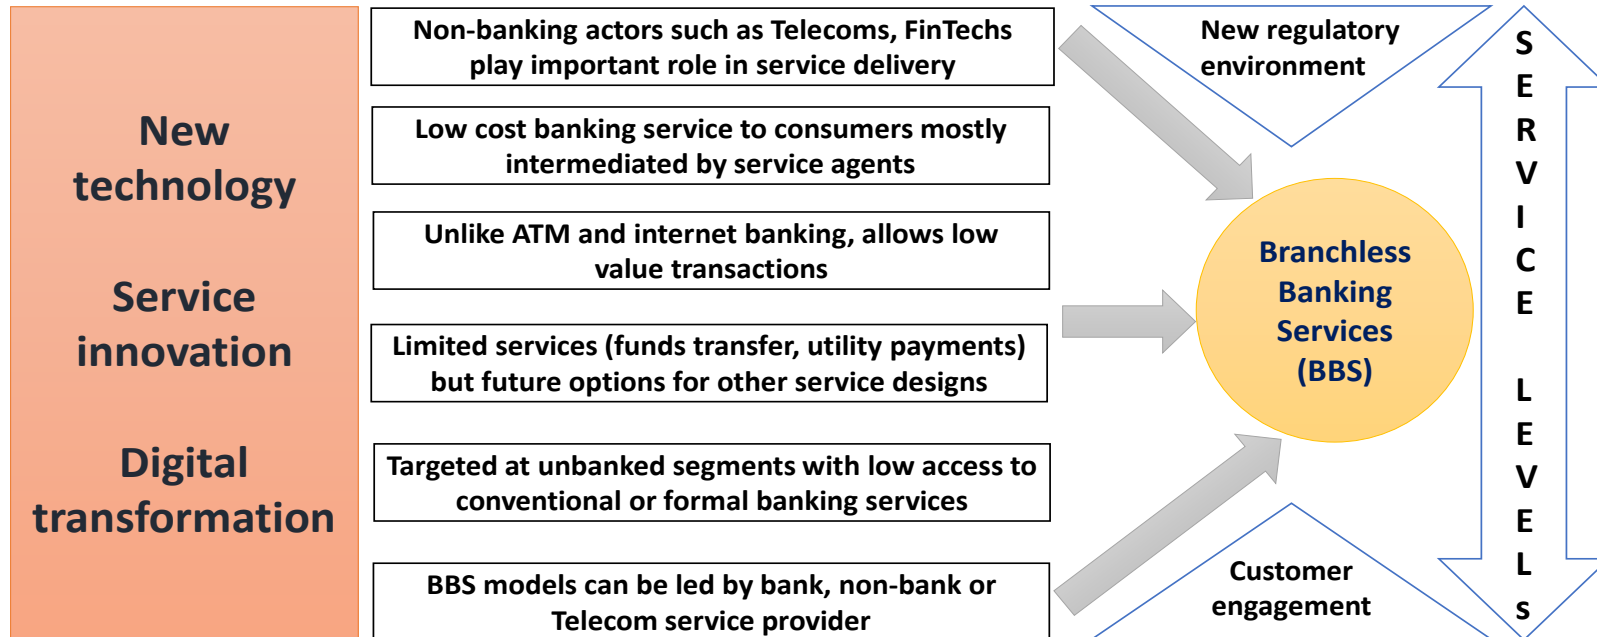 New
technology
Service
innovation
Digital
transformation
Non-banking actors such as Telecoms, FinTechs
play important role in service delivery
Low cost banking service to consumers mostly
intermediated by service agents
Unlike ATM and internet banking, allows low
value transactions
Limited services (funds transfer, utility payments)
but future options for other service designs
Targeted at unbanked segments with low access to
conventional or formal banking services
BBS models can be led by bank, non-bank or
Telecom service provider
New regulatory
environment
Branchless
Banking
Services
(BBS)
Customer
engagement
S
E
R
V
I
C
E
L
E
V
E
L
s